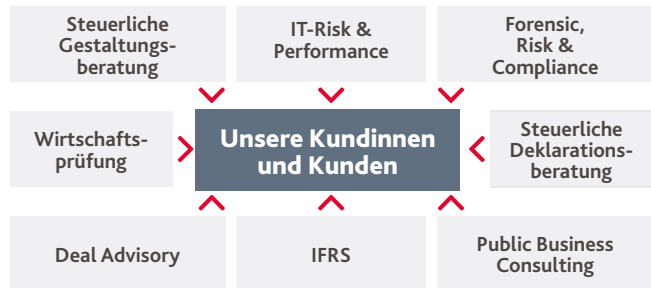 Steuerliche
Gestaltungs-
beratung
IT-Risk &
Performance
Forensic,
Risk &
Compliance
Wirtschafts-
prüfung
Unsere Kundinnen
und Kunden
Steuerliche
Deklarations-
beratung
Deal Advisory
IFRS
Public Business
Consulting